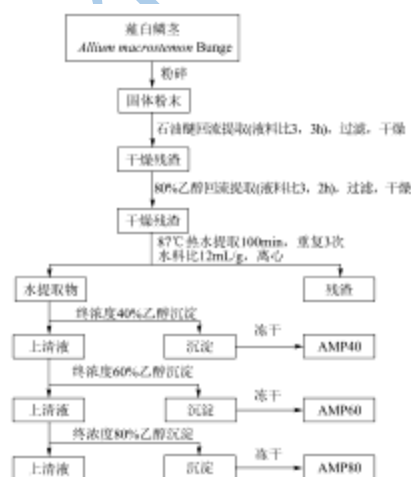 薤白鳞茎
Allium macrostemon Bunge
粉碎
固体粉末
石油醚回流提取(液料比3，3h)，过滤，干燥
干燥残渣
80%乙醇回流提取(液料比3，2h)，过滤，干燥
干燥残渣
87℃热水提取100min，重复3次
水料比12mL/g，离心
水提取物
残渣
终浓度40%乙醇沉淀
上清液
沉淀
冻干
AMP40
终浓度60%乙醇沉淀
上清液
沉淀
冻干
AMP60
终浓度80%乙醇沉淀
上清液
沉淀
冻干
AMP80